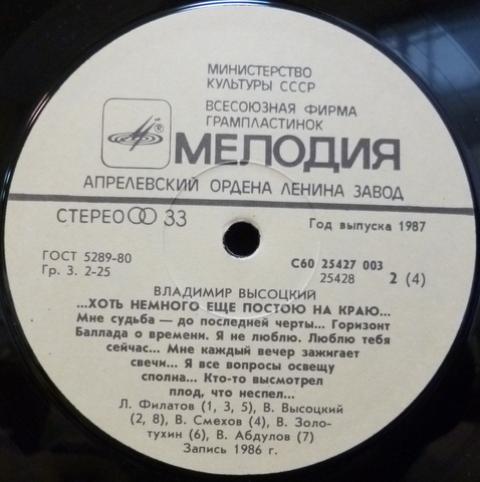 МИНИСТЕРСТВО
КУЛЬТУРЫ СССР
ВСЕСОЮЗНАЯ ФИРМА
ГРАМПЛАСТИНОК
МЕЛОДИЯ
АПРЕЛЕВСКИЙ ОРДЕНА ЛЕНИНА ЗАВОД
СТЕРЕО 33
Год выпуска 1987
ГОСТ 5289-80
Гр. 3. 2-25
С60 25427 003
25428
2 (4)
ВЛАДИМИР ВЫСОЦКИЙ
...ХОТЬ НЕМНОГО ЕЩЕ ПОСТОЮ НА КРАЮ...
Мне судьба — до последней черты... Горизонт
Баллада о времени. Я не люблю. Люблю тебя
сейчас... Мне каждый вечер зажигает
свечи... Я все вопросы освещу
сполна... Кто-то высмотрел
плод, что неспел...
Л. Филатов (1, 3, 5), В. Высоцкий
(2, 8), В. Смехов (4), В. Золо-
тухин (6), В. Абдулов (7)
Запись 1986 г.